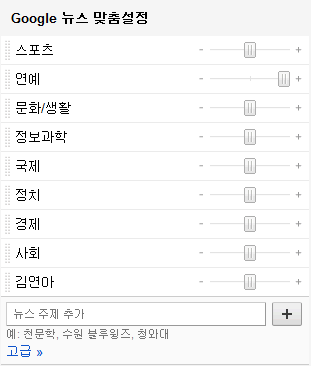 Google 뉴스 맞춤설정
스포츠 - +
연예 - +
문화/생활 - +
정보과학 - +
국제 - +
정치 - +
경제 - +
사회 - +
김연아 - +
뉴스 주제 추가 +
예: 천문학, 수원 블루윙즈, 청와대
고급 »